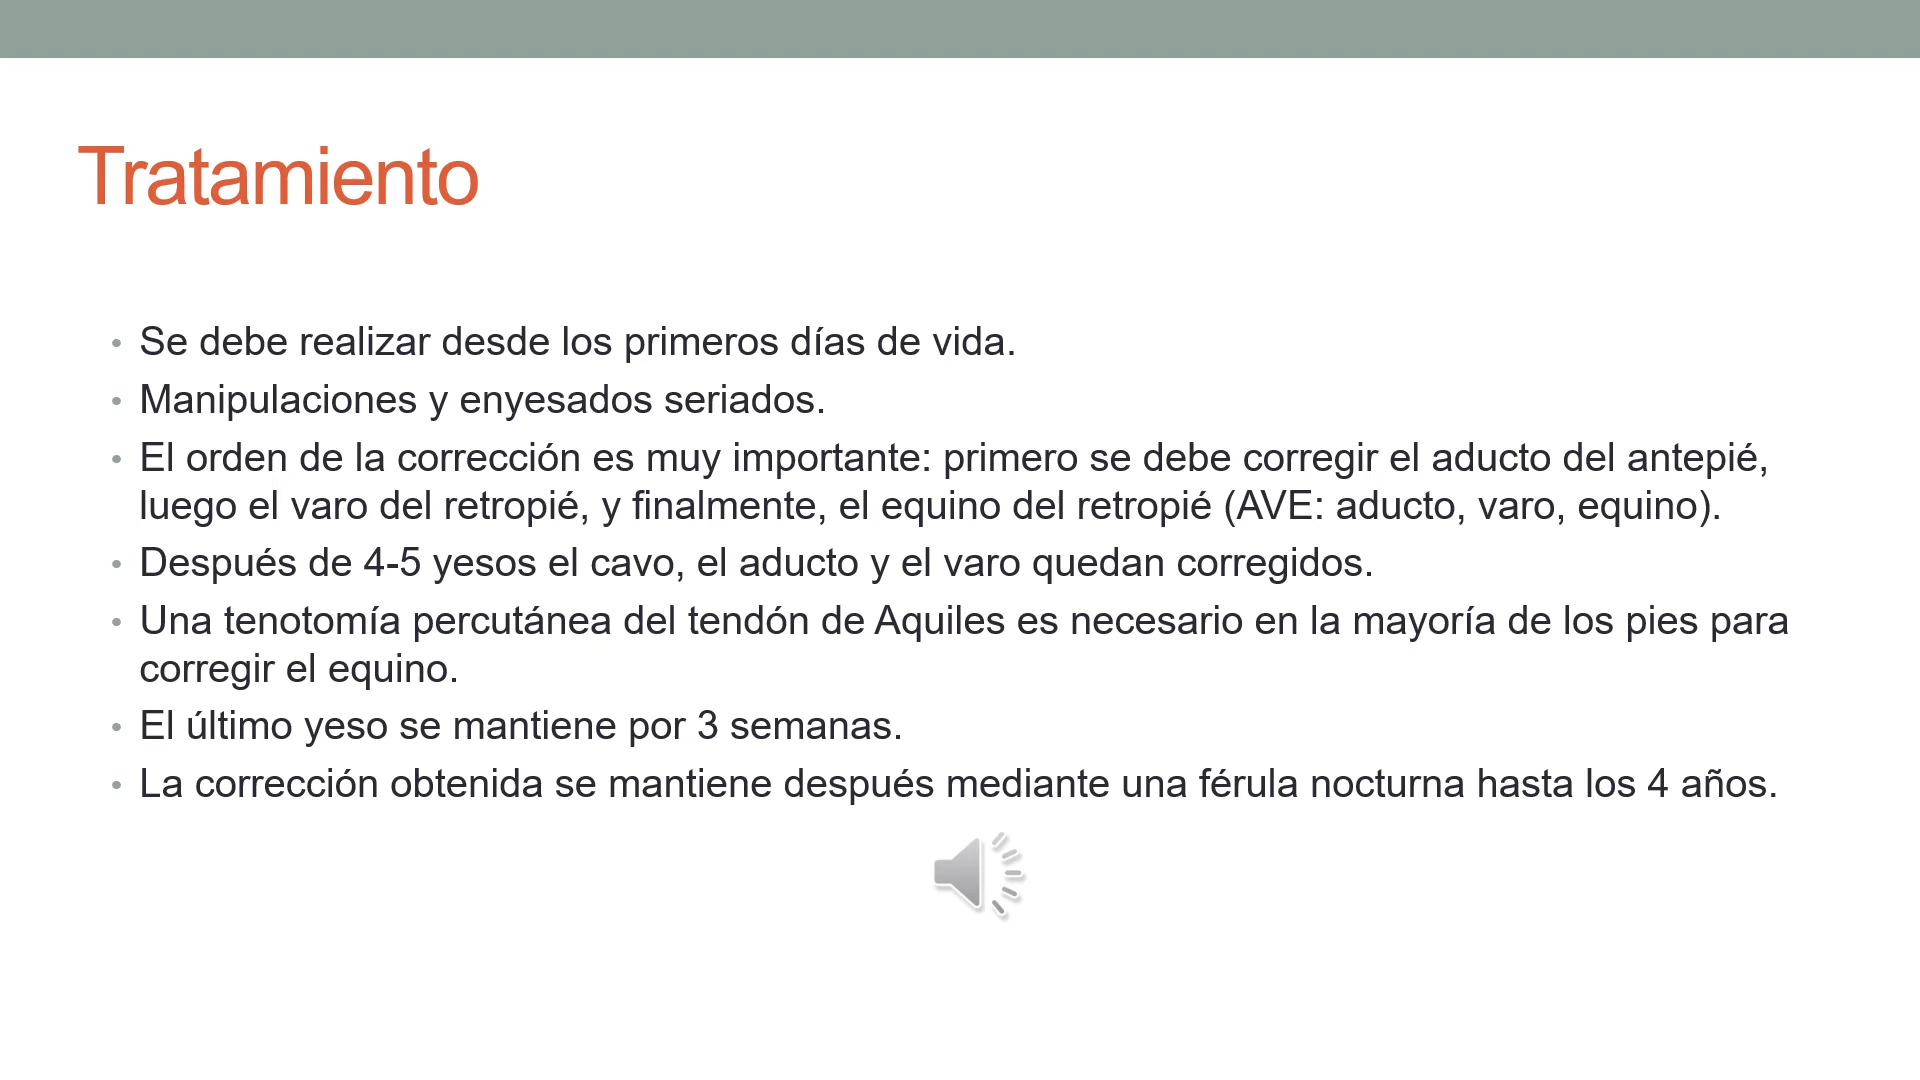 Tratamiento
• Se debe realizar desde los primeros días de vida.
• Manipulaciones y enyesados seriados.
• El orden de la corrección es muy importante: primero se debe corregir el aducto del antepié,
luego el varo del retropié, y finalmente, el equino del retropié (AVE: aducto, varo, equino).
• Después de 4-5 yesos el cavo, el aducto y el varo quedan corregidos.
• Una tenotomía percutánea del tendón de Aquiles es necesario en la mayoría de los pies para
corregir el equino.
• El último yeso se mantiene por 3 semanas.
• La corrección obtenida se mantiene después mediante una férula nocturna hasta los 4 años.